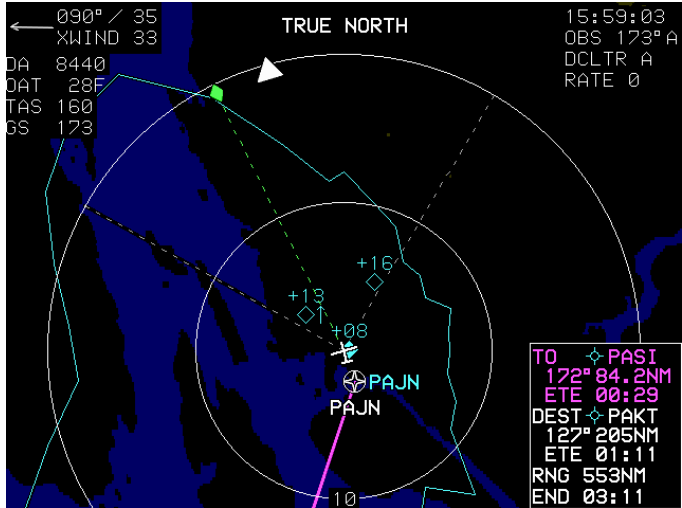 090° / 35
XWIND 33
DA 8440
OAT 28F
TAS 160
GS 173
TRUE NORTH
15:59:03
OBS 173°A
DCLTR A
RATE 0
+16
+13
+08
PAJN
PAJN
10
TO PASI
172° 84.2NM
ETE 00:29
DEST PAKT
127° 205NM
ETE 01:11
RNG 553NM
END 03:11